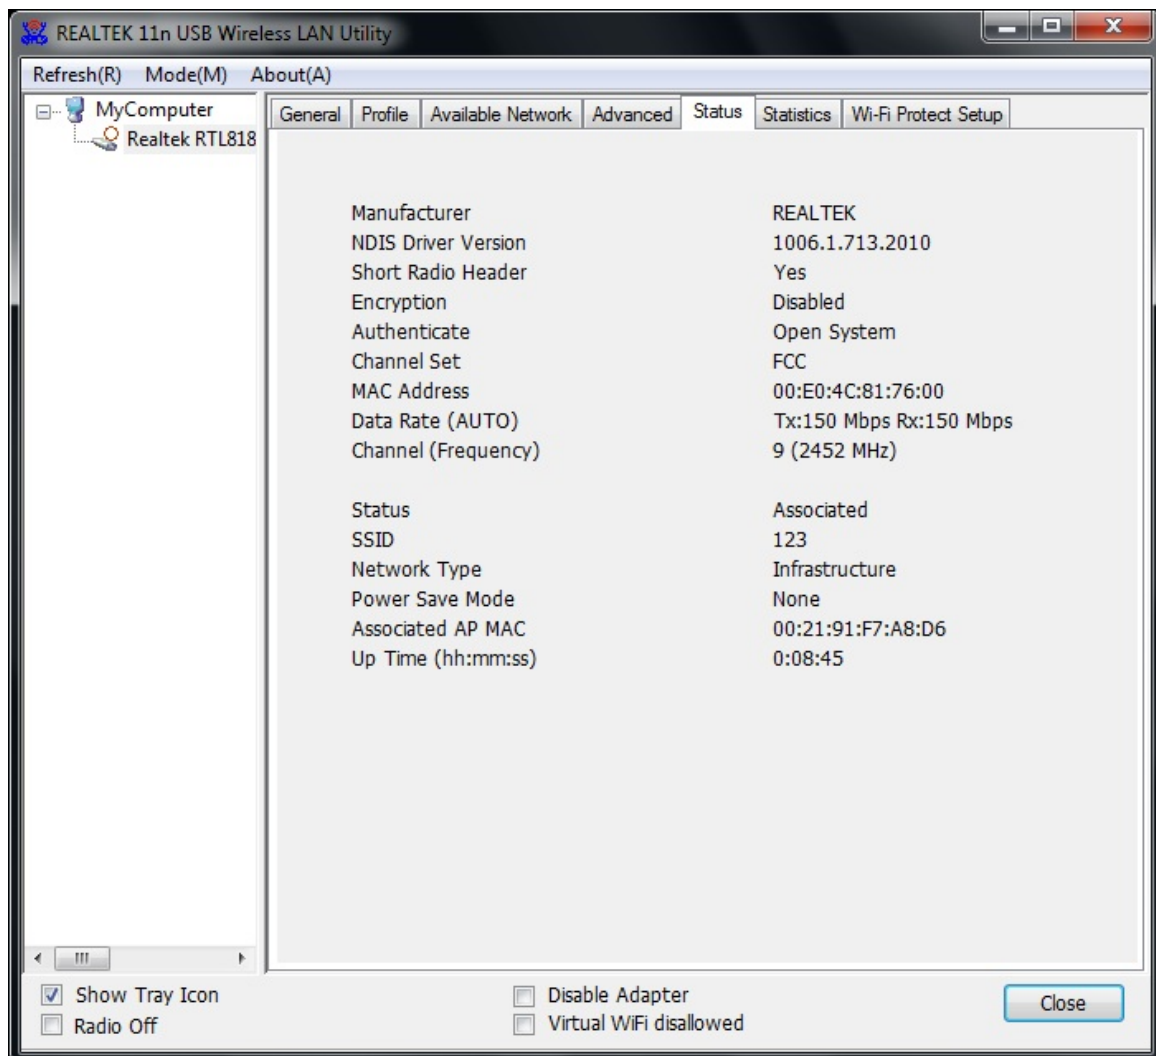 REALTEK 11n USB Wireless LAN Utility
Refresh(R) Mode(M) About(A)
MyComputer
Realtek RTL818
General Profile Available Network Advanced Status Statistics Wi-Fi Protect Setup
Manufacturer REALTEK
NDIS Driver Version 1006.1.713.2010
Short Radio Header Yes
Encryption Disabled
Authenticate Open System
Channel Set FCC
MAC Address 00:E0:4C:81:76:00
Data Rate (AUTO) Tx:150 Mbps Rx:150 Mbps
Channel (Frequency) 9 (2452 MHz)
Status Associated
SSID 123
Network Type Infrastructure
Power Save Mode None
Associated AP MAC 00:21:91:F7:A8:D6
Up Time (hh:mm:ss) 0:08:45
Show Tray Icon Disable Adapter Close
Radio Off Virtual WiFi disallowed